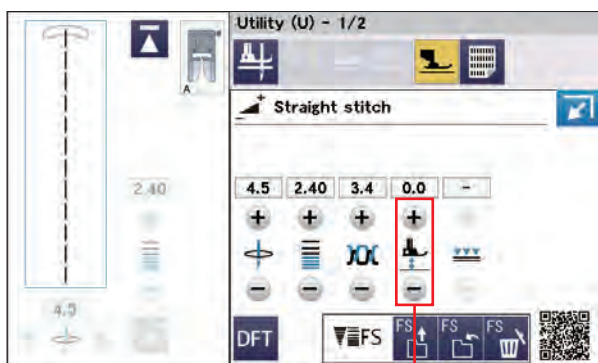 Utility (U) - 1/2
A
Straight stitch
2.40
4.5 2.40 3.4 0.0 -
4.5
DFT
FS
FS FS FS